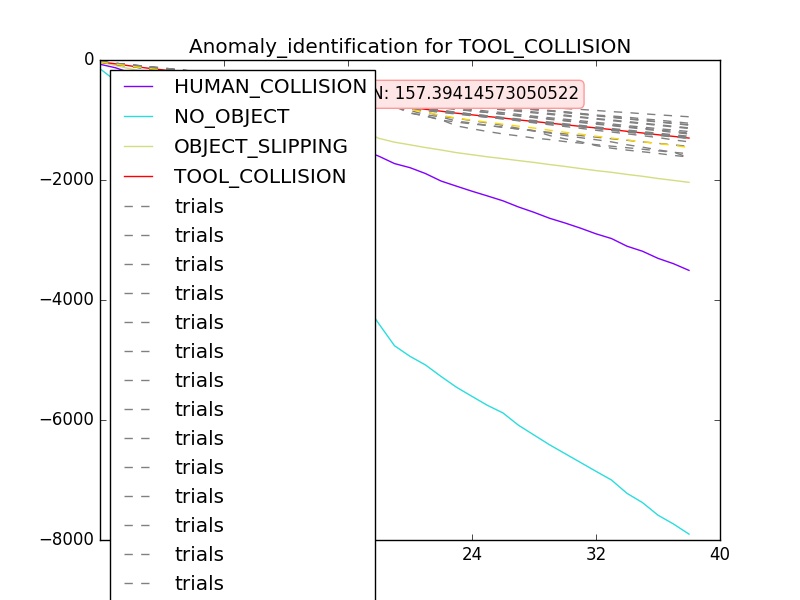 Anomaly_identification for TOOL_COLLISION
0
−2000
−4000
−6000
−8000
HUMAN_COLLISION
NO_OBJECT
OBJECT_SLIPPING
TOOL_COLLISION
trials
trials
trials
trials
trials
trials
trials
trials
trials
trials
trials
trials
trials
trials
N: 157.39414573050522
24
32
40